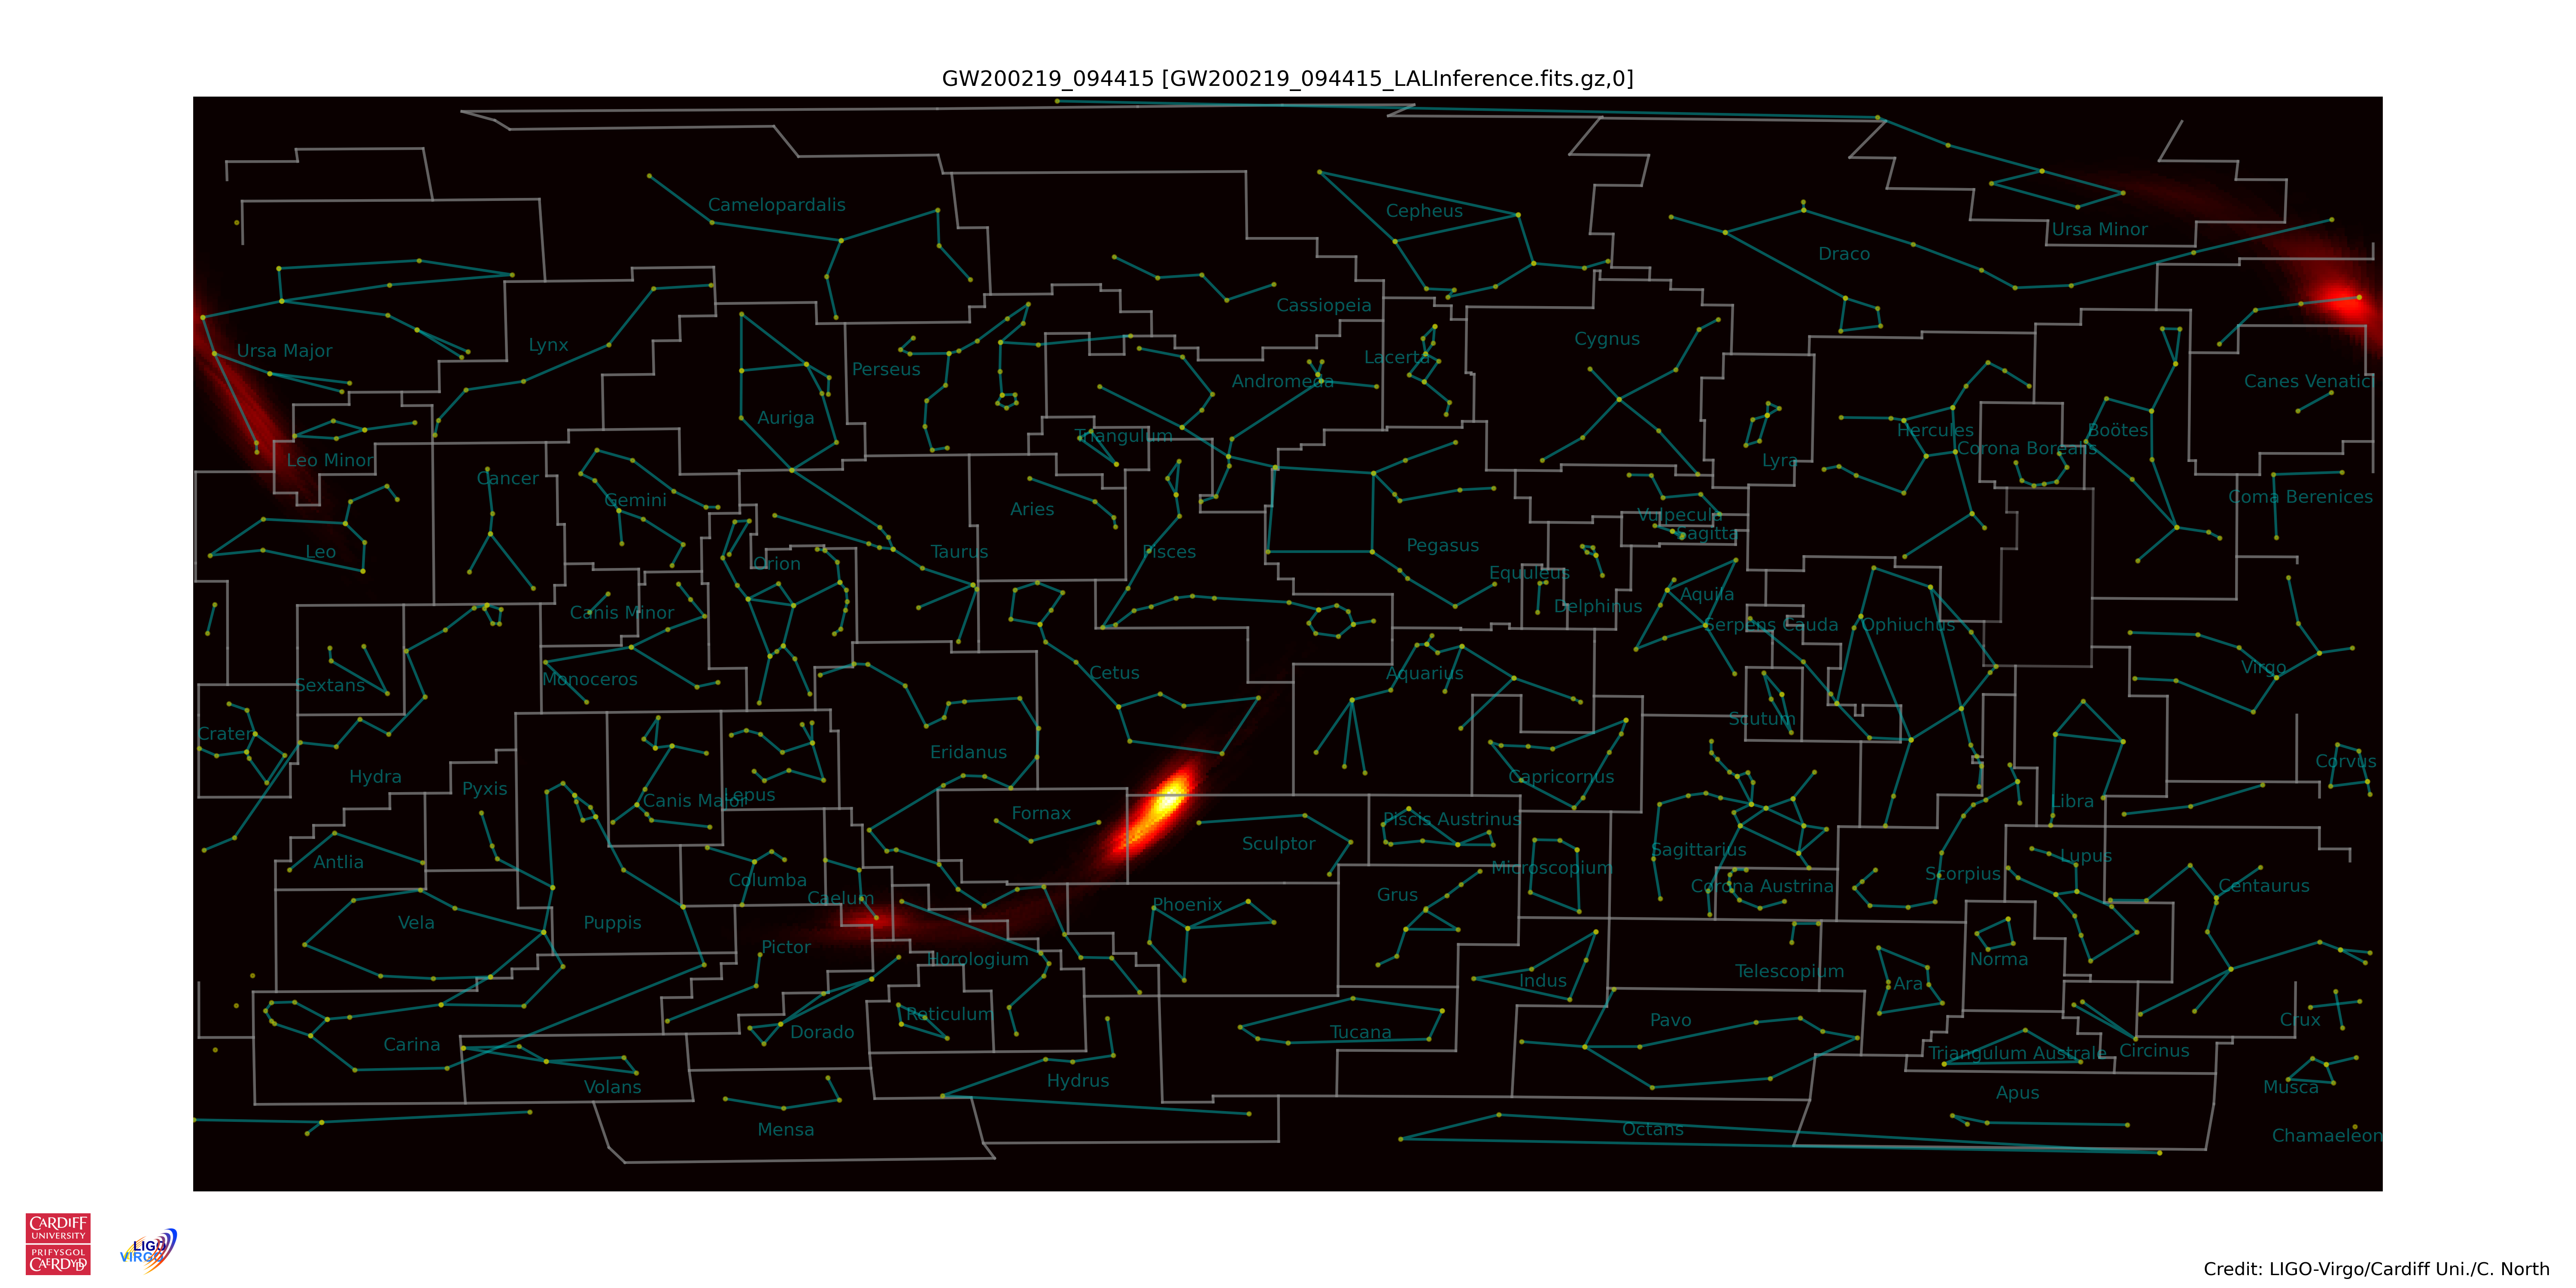 GW200219_094415 [GW200219_094415_LALInference.fits.gz,0]
Camelopardalis
Cepheus
Ursa Minor
Draco
Cassiopeia
Cygnus
Ursa Major
Lynx
Lacerta
Perseus
Andromeda
Canes Venatici
Auriga
Triangulum
Hercules
Boötes
Corona Borealis
Leo Minor
Lyra
Cancer
Gemini
Coma Berenices
Aries
Vulpecula
Sagitta
Leo
Taurus
Pisces
Pegasus
Orion
Equuleus
Aquila
Delphinus
Canis Minor
Serpens Cauda
Ophiuchus
Virgo
Cetus
Aquarius
Monoceros
Sextans
Scutum
Crater
Eridanus
Corvus
Hydra
Capricornus
Pyxis
Lepus
Canis Maior
Libra
Fornax
Piscis Austrinus
Sculptor
Sagittarius
Lupus
Antlia
Microscopium
Scorpius
Columba
Corona Austrina
Centaurus
Grus
Caelum
Phoenix
Vela
Puppis
Pictor
Horologium
Norma
Telescopium
Indus
Ara
Reticulum
Pavo
Crux
Dorado
Tucana
Carina
Triangulum Australe
Circinus
Hydrus
Volans
Musca
Apus
Mensa
Octans
Chamaeleon
CARDIFF
UNIVERSITY
PRIFYSGOL
CAERDYDD
LIGO
VIRGO
Credit: LIGO-Virgo/Cardiff Uni./C. North